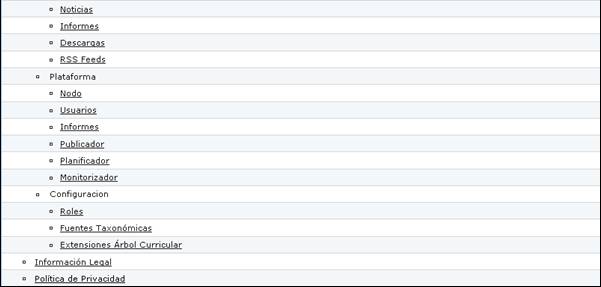 Noticias
Informes
Descargas
RSS Feeds
Plataforma
Nodo
Usuarios
Informes
Publicador
Planificador
Monitorizador
Configuracion
Roles
Fuentes Taxonómicas
Extensiones Árbol Curricular
Información Legal
Política de Privacidad